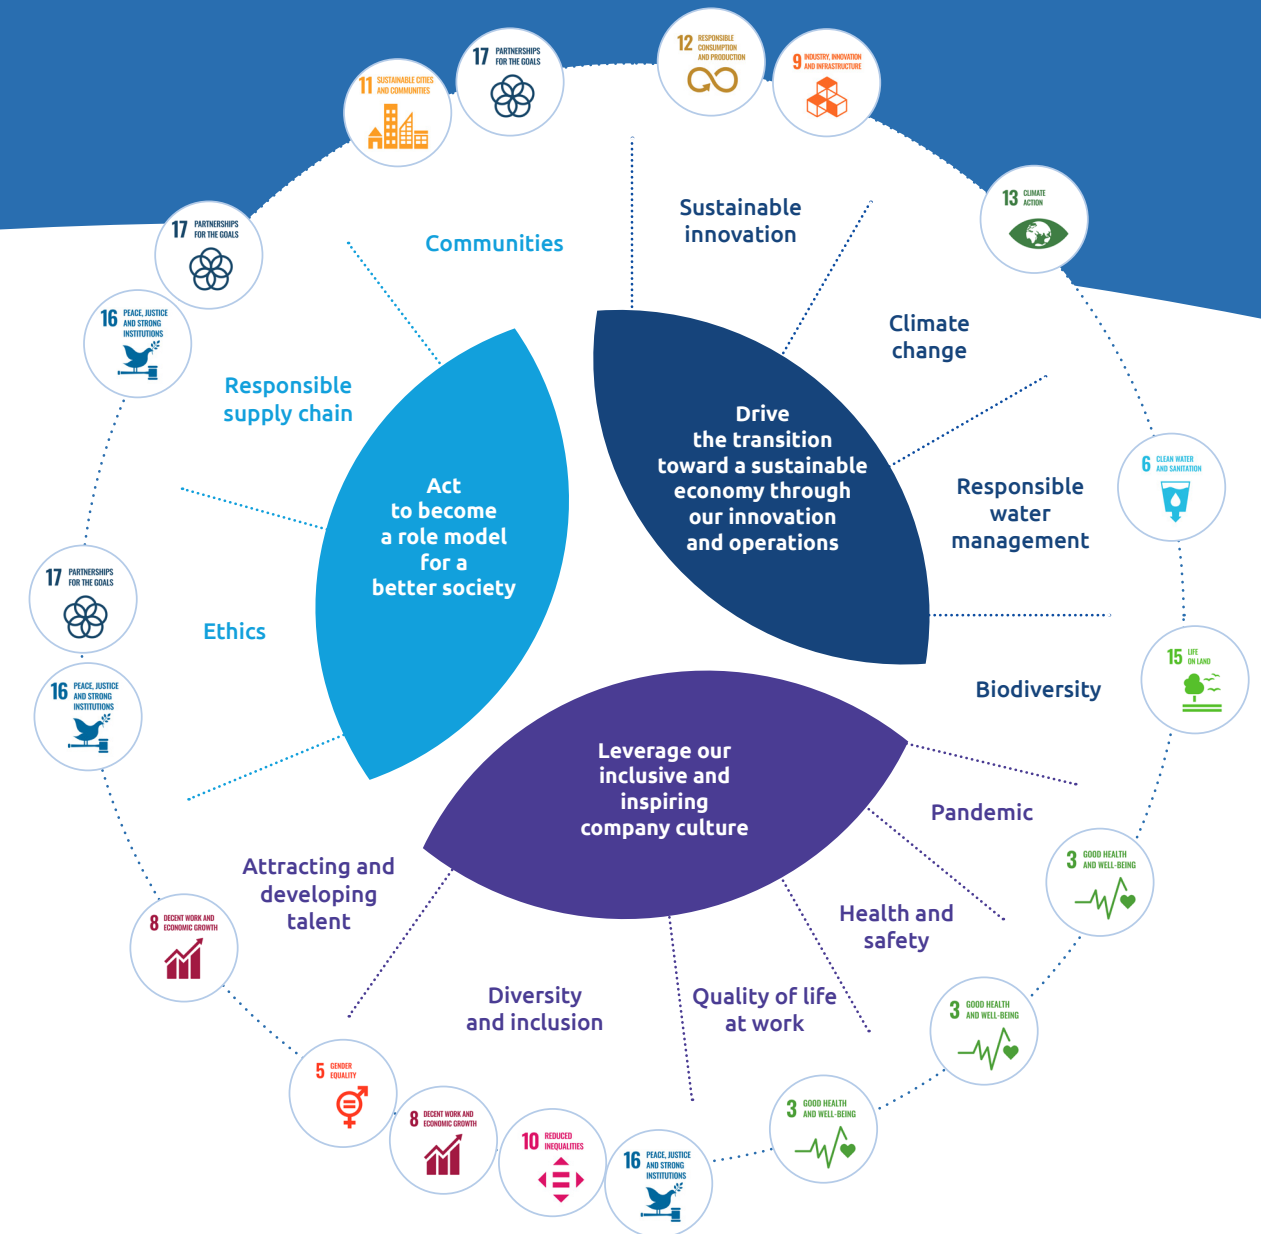 17 PARTNERSHIPS
FOR THE GOALS
11 SUSTAINABLE CITIES
AND COMMUNITIES
12 RESPONSIBLE
CONSUMPTION
AND PRODUCTION
9 INDUSTRY, INNOVATION
AND INFRASTRUCTURE
13 CLIMATE
ACTION
6 CLEAN WATER
AND SANITATION
15 LIFE
ON LAND
3 GOOD HEALTH
AND WELL-BEING
3 GOOD HEALTH
AND WELL-BEING
3 GOOD HEALTH
AND WELL-BEING
16 PEACE, JUSTICE
AND STRONG
INSTITUTIONS
10 REDUCED
INEQUALITIES
8 DECENT WORK AND
ECONOMIC GROWTH
5 GENDER
EQUALITY
8 DECENT WORK AND
ECONOMIC GROWTH
16 PEACE, JUSTICE
AND STRONG
INSTITUTIONS
17 PARTNERSHIPS
FOR THE GOALS
16 PEACE, JUSTICE
AND STRONG
INSTITUTIONS
17 PARTNERSHIPS
FOR THE GOALS
Communities
Sustainable
innovation
Climate
change
Responsible
water
management
Biodiversity
Pandemic
Health and
safety
Quality of life
at work
Diversity
and inclusion
Attracting and
developing
talent
Ethics
Responsible
supply chain
Act
to become
a role model
for a
better society
Drive
the transition
toward a sustainable
economy through
our innovation
and operations
Leverage our
inclusive and
inspiring
company culture